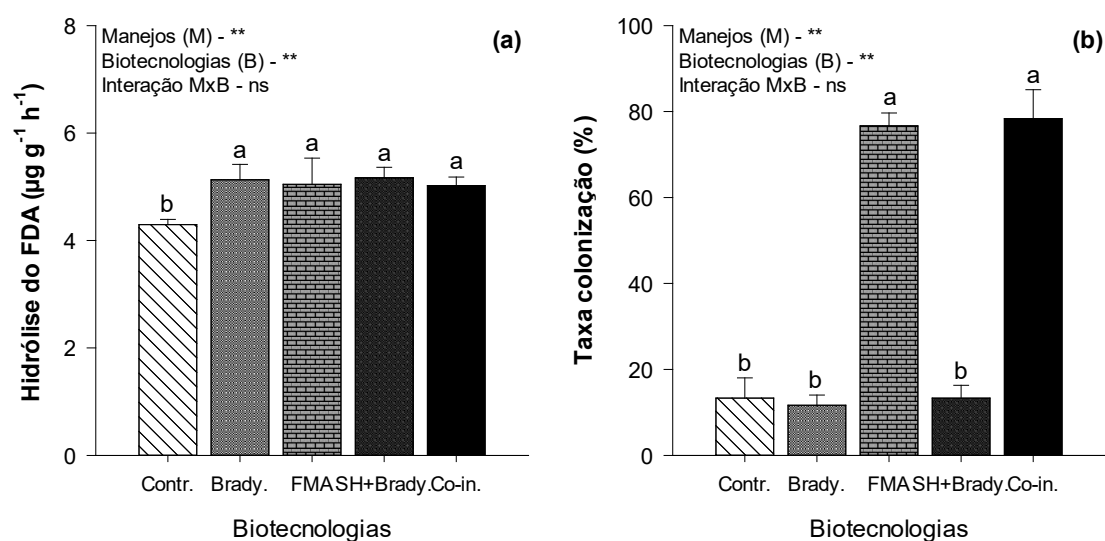 8
6
4
2
0
Hidrólise do FDA (µg g⁻¹ h⁻¹)
Manejos (M) - **
Biotecnologias (B) - **
Interação MxB - ns
(a)
b
a
a
a
a
Contr. Brady. FMA SH+Brady. Co-in.
Biotecnologias
100
80
60
40
20
0
Taxa colonização (%)
Manejos (M) - **
Biotecnologias (B) - **
Interação MxB - ns
(b)
b
b
a
b
a
Contr. Brady. FMA SH+Brady. Co-in.
Biotecnologias